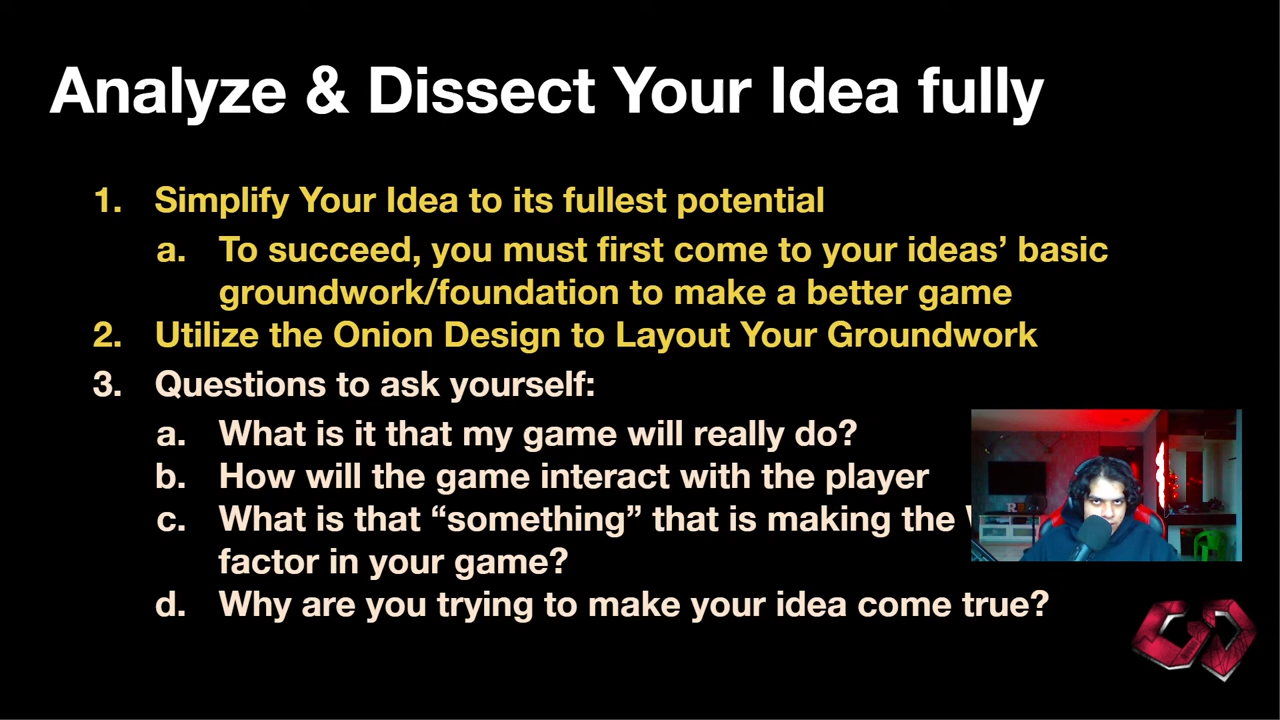 Analyze & Dissect Your Idea fully
1. Simplify Your Idea to its fullest potential
a. To succeed, you must first come to your ideas’ basic
groundwork/foundation to make a better game
2. Utilize the Onion Design to Layout Your Groundwork
3. Questions to ask yourself:
a. What is it that my game will really do?
b. How will the game interact with the player
c. What is that “something” that is making the
factor in your game?
d. Why are you trying to make your idea come true?